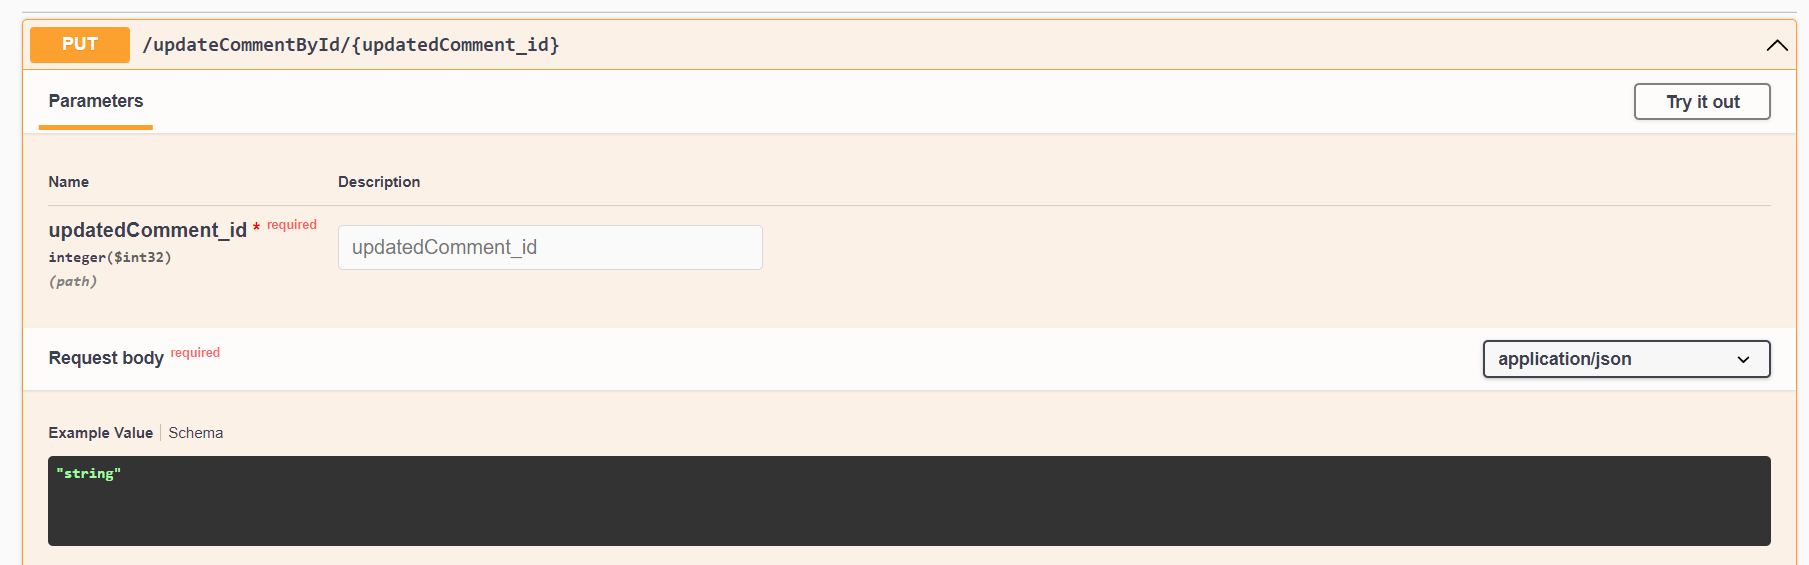 PUT /updateCommentById/{updatedComment_id}
Parameters
Try it out
Name Description
updatedComment_id * required
updatedComment_id
integer($int32)
(path)
Request body required
application/json
Example Value Schema
"string"